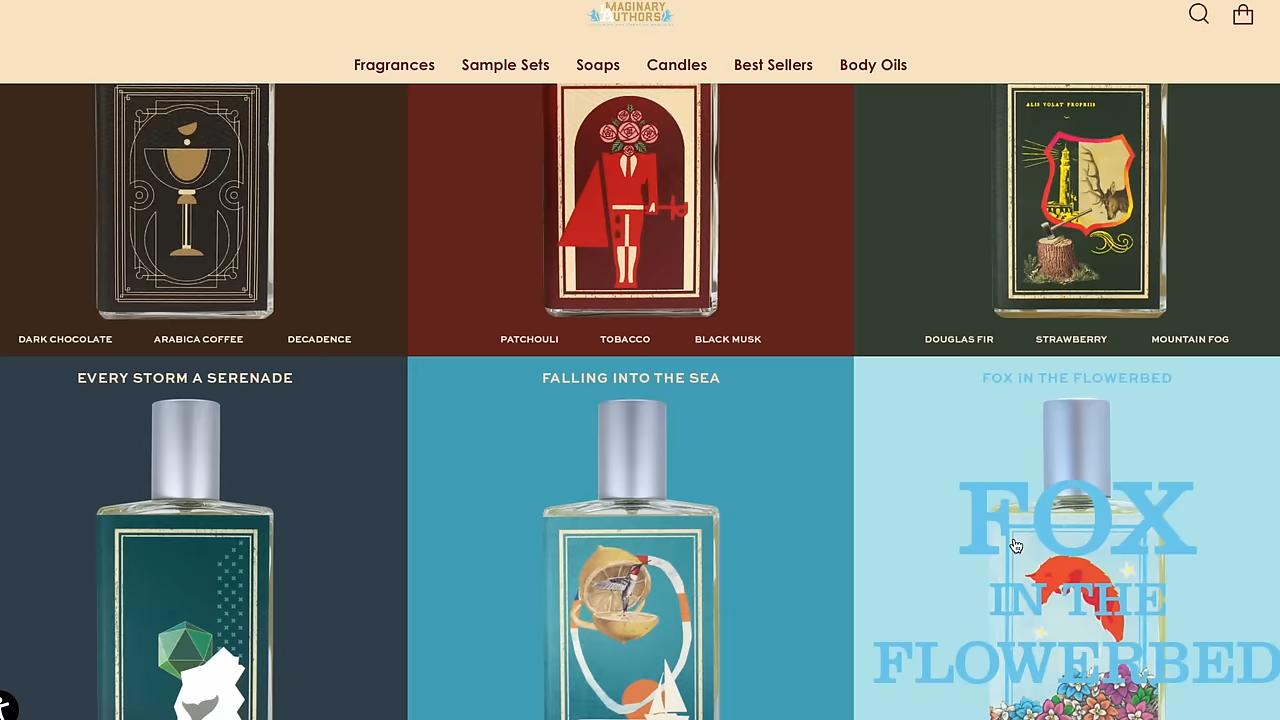 IMAGINARY
AUTHORS
Fragrances Sample Sets Soaps Candles Best Sellers Body Oils
ALIS VOLAT PROPRIIS
DARK CHOCOLATE ARABICA COFFEE DECADENCE
PATCHOULI TOBACCO BLACK MUSK
DOUGLAS FIR STRAWBERRY MOUNTAIN FOG
EVERY STORM A SERENADE
FALLING INTO THE SEA
FOX IN THE FLOWERBED
FOX
IN THE
FLOWERBED